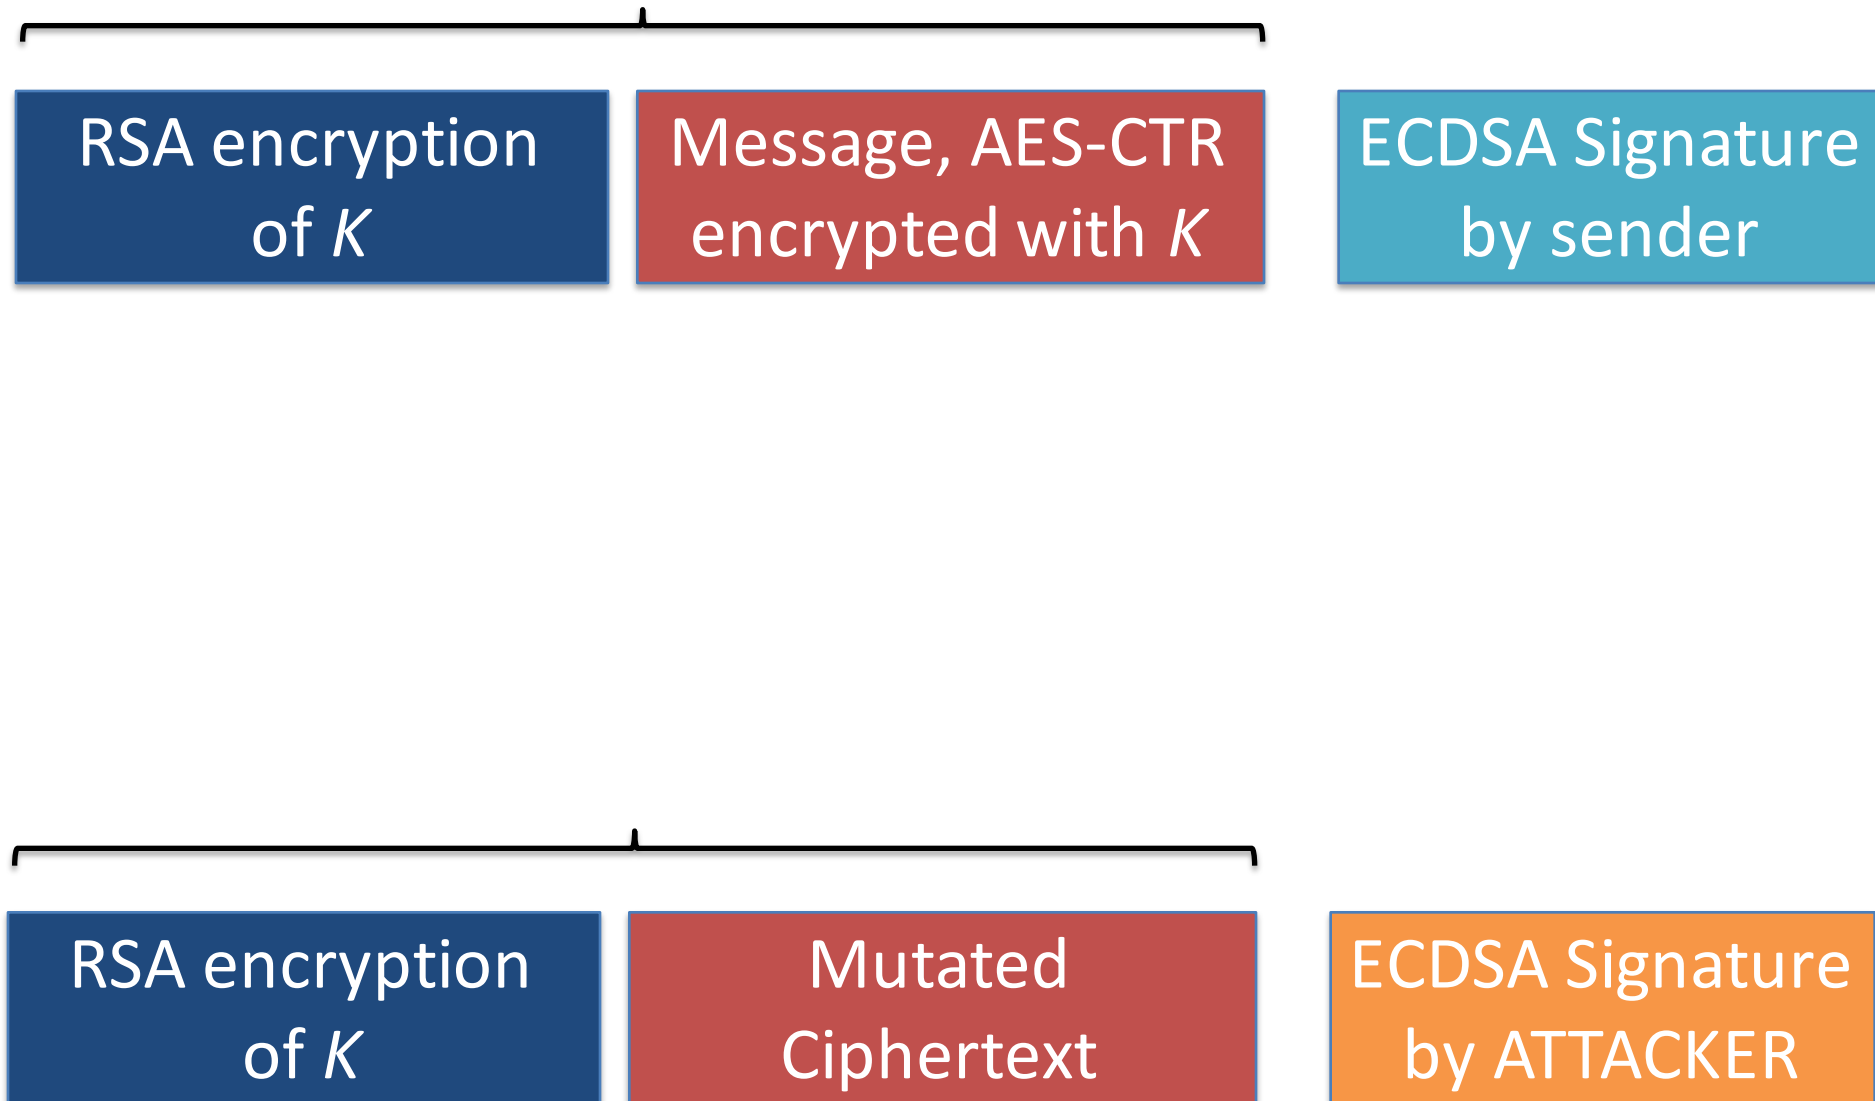 RSA encryption
of K
Message, AES-CTR
encrypted with K
ECDSA Signature
by sender
RSA encryption
of K
Mutated
Ciphertext
ECDSA Signature
by ATTACKER